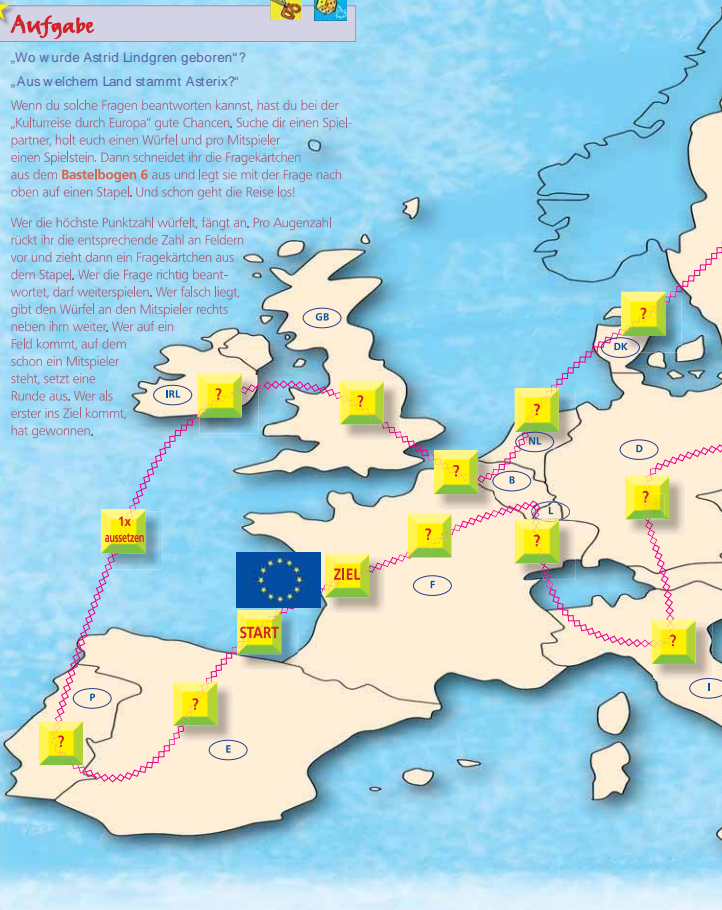 Aufgabe
„Wo wurde Astrid Lindgren geboren“?
„Aus welchem Land stammt Asterix?“
Wenn du solche Fragen beantworten kannst, hast du bei der
„Kulturreise durch Europa“ gute Chancen. Suche dir einen Spiel-
partner, holt euch einen Würfel und pro Mitspieler
einen Spielstein. Dann schneidet ihr die Fragekärtchen
aus dem Bastelbogen 6 aus und legt sie mit der Frage nach
oben auf einen Stapel. Und schon geht die Reise los!
Wer die höchste Punktzahl würfelt, fängt an. Pro Augenzahl
rückt ihr die entsprechende Zahl an Feldern
vor und zieht dann ein Fragekärtchen aus
dem Stapel. Wer die Frage richtig beant-
wortet, darf weiterspielen. Wer falsch liegt,
gibt den Würfel an den Mitspieler rechts
neben ihm weiter. Wer auf ein
Feld kommt, auf dem
schon ein Mitspieler
steht, setzt eine
Runde aus. Wer als
erster ins Ziel kommt,
hat gewonnen.
GB
?
DK
IRL
?
?
?
NL
D
?
B
?
L
1x
aussetzen
?
?
ZIEL
F
START
?
I
P
?
?
E